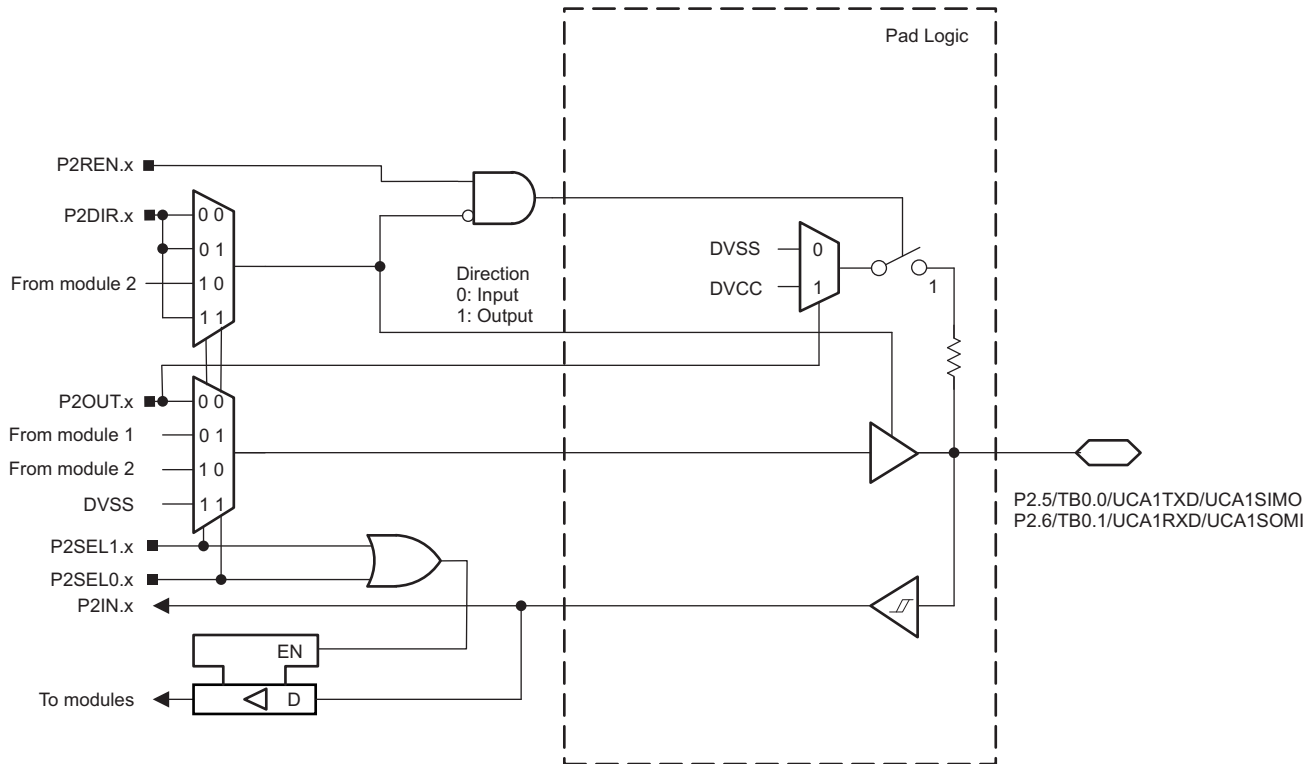 Pad Logic
P2REN.x
P2DIR.x
0 0
0 1
From module 2
1 0
1 1
Direction
0: Input
1: Output
DVSS
0
DVCC
1
1
P2OUT.x
0 0
From module 1
0 1
From module 2
1 0
DVSS
1 1
P2SEL1.x
P2SEL0.x
P2IN.x
EN
To modules
D
P2.5/TB0.0/UCA1TXD/UCA1SIMO
P2.6/TB0.1/UCA1RXD/UCA1SOMI